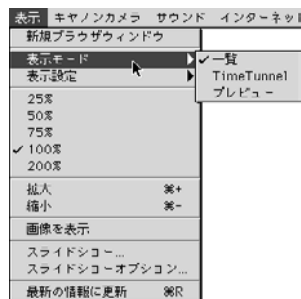 表示 キヤノンカメラ サウンド インターネット
新規ブラウザウィンドウ
表示モード
表示設定
✓一覧
TimeTunnel
プレビュー
25%
50%
75%
✓ 100%
200%
拡大 ⌘+
縮小 ⌘-
画像を表示
スライドショー...
スライドショーオプション...
最新の情報に更新 ⌘R